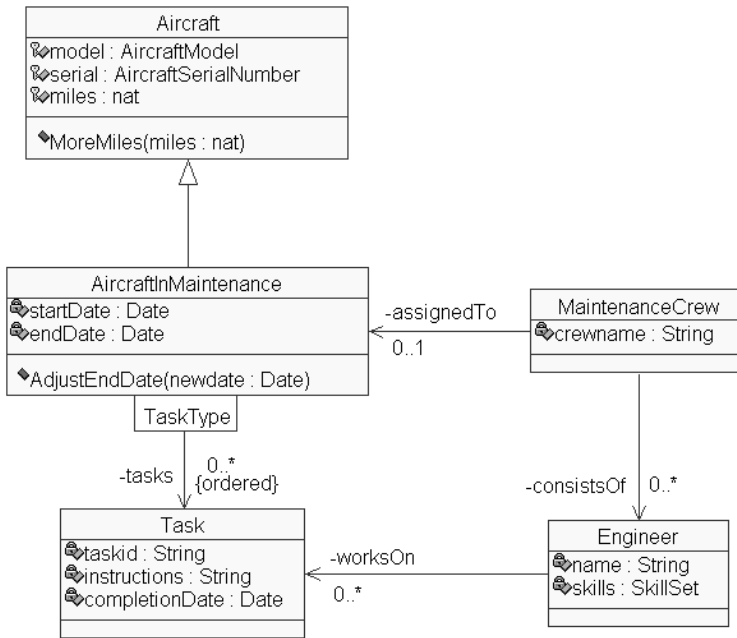 Aircraft
model : AircraftModel
serial : AircraftSerialNumber
miles : nat
MoreMiles(miles : nat)
AircraftInMaintenance
startDate : Date
endDate : Date
AdjustEndDate(newdate : Date)
TaskType
-assignedTo
0..1
MaintenanceCrew
crewname : String
-tasks
0..*
{ordered}
-consistsOf
0..*
Task
taskid : String
instructions : String
completionDate : Date
-worksOn
0..*
Engineer
name : String
skills : SkillSet